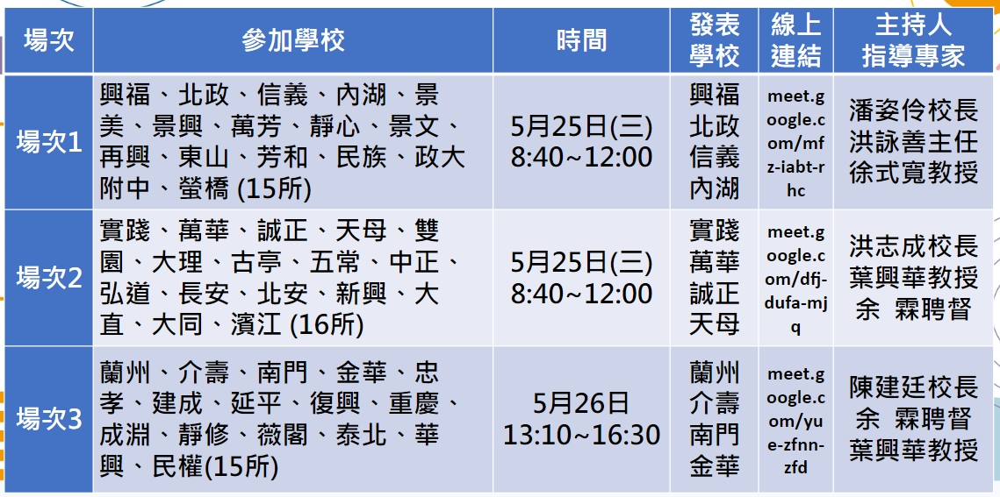 場次
參加學校
時間
發表
學校
線上
連結
主持人
指導專家
場次1
興福、北政、信義、內湖、景
美、景興、萬芳、靜心、景文、
再興、東山、芳和、民族、政大
附中、螢橋 (15所)
5月25日(三)
8:40~12:00
興福
北政
信義
內湖
meet.g
oogle.c
om/mf
z-iabt-r
hc
潘姿伶校長
洪詠善主任
徐式寬教授
場次2
實踐、萬華、誠正、天母、雙
園、大理、古亭、五常、中正、
弘道、長安、北安、新興、大
直、大同、濱江 (16所)
5月25日(三)
8:40~12:00
實踐
萬華
誠正
天母
meet.g
oogle.c
om/dfj-
dufa-mj
q
洪志成校長
葉興華教授
余 霖聘督
場次3
蘭州、介壽、南門、金華、忠
孝、建成、延平、復興、重慶、
成淵、靜修、薇閣、泰北、華
興、民權(15所)
5月26日
13:10~16:30
蘭州
介壽
南門
金華
meet.g
oogle.c
om/yu
e-zfnn-
zfd
陳建廷校長
余 霖聘督
葉興華教授